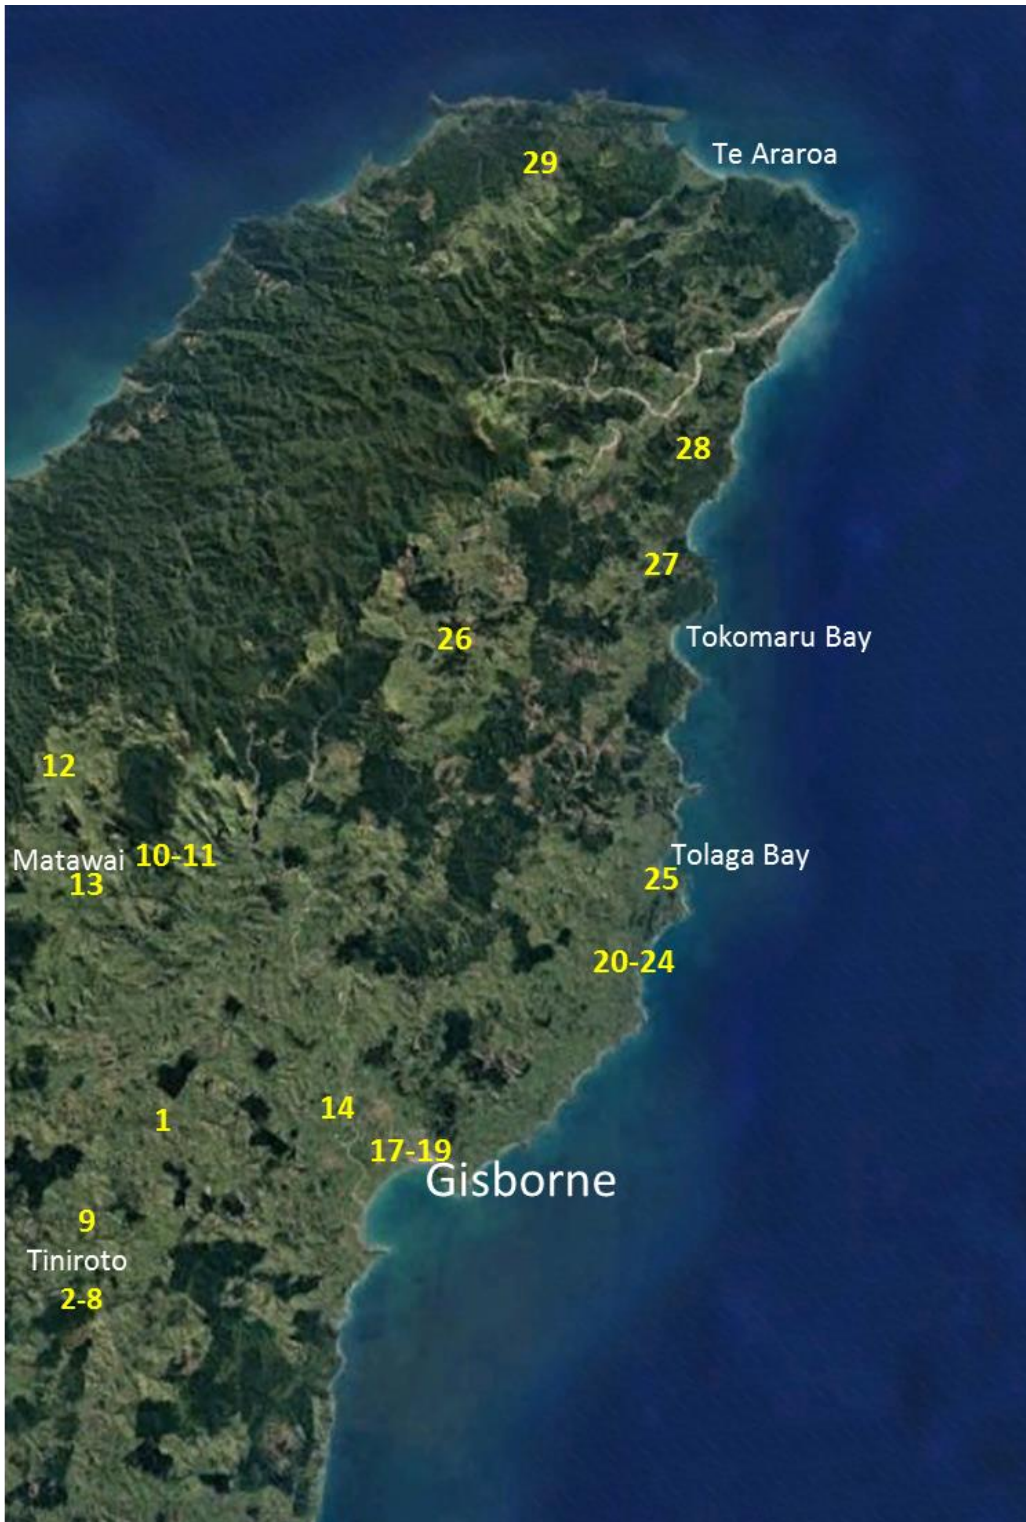 29
Te Araroa
28
27
26
Tokomaru Bay
12
Matawai 10-11
13
Tolaga Bay
25
20-24
14
1
17-19
Gisborne
9
Tiniroto
2-8